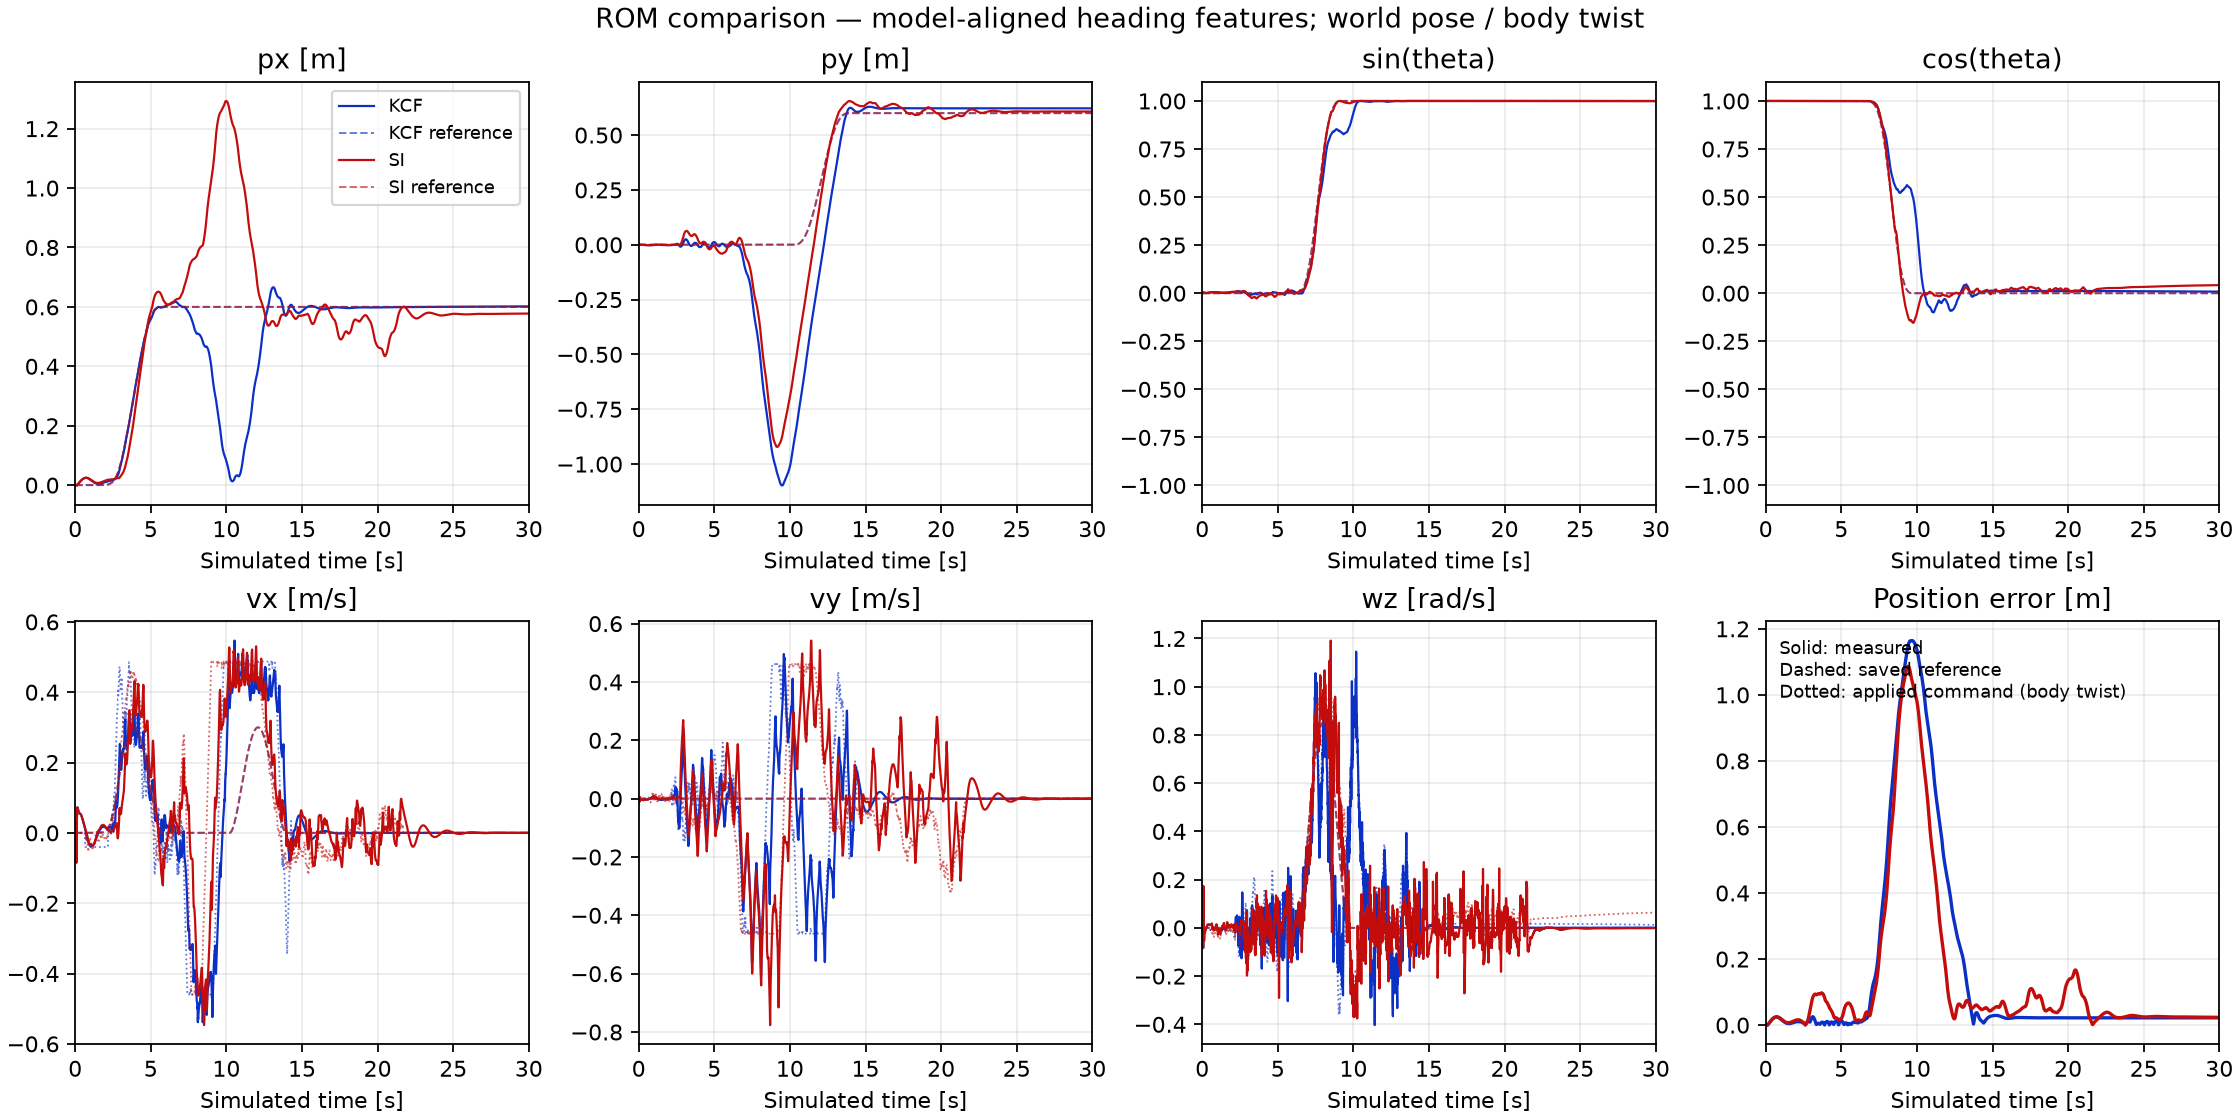 ROM comparison — model-aligned heading features; world pose / body twist
px [m]
KCF
KCF reference
SI
SI reference
1.2
1.0
0.8
0.6
0.4
0.2
0.0
0 5 10 15 20 25 30
Simulated time [s]
py [m]
0.50
0.25
0.00
−0.25
−0.50
−0.75
−1.00
0 5 10 15 20 25 30
Simulated time [s]
sin(theta)
1.00
0.75
0.50
0.25
0.00
−0.25
−0.50
−0.75
−1.00
0 5 10 15 20 25 30
Simulated time [s]
cos(theta)
1.00
0.75
0.50
0.25
0.00
−0.25
−0.50
−0.75
−1.00
0 5 10 15 20 25 30
Simulated time [s]
vx [m/s]
0.6
0.4
0.2
0.0
−0.2
−0.4
−0.6
0 5 10 15 20 25 30
Simulated time [s]
vy [m/s]
0.6
0.4
0.2
0.0
−0.2
−0.4
−0.6
−0.8
0 5 10 15 20 25 30
Simulated time [s]
wz [rad/s]
1.2
1.0
0.8
0.6
0.4
0.2
0.0
−0.2
−0.4
0 5 10 15 20 25 30
Simulated time [s]
Position error [m]
Solid: measured
Dashed: saved reference
Dotted: applied command (body twist)
1.2
1.0
0.8
0.6
0.4
0.2
0.0
0 5 10 15 20 25 30
Simulated time [s]